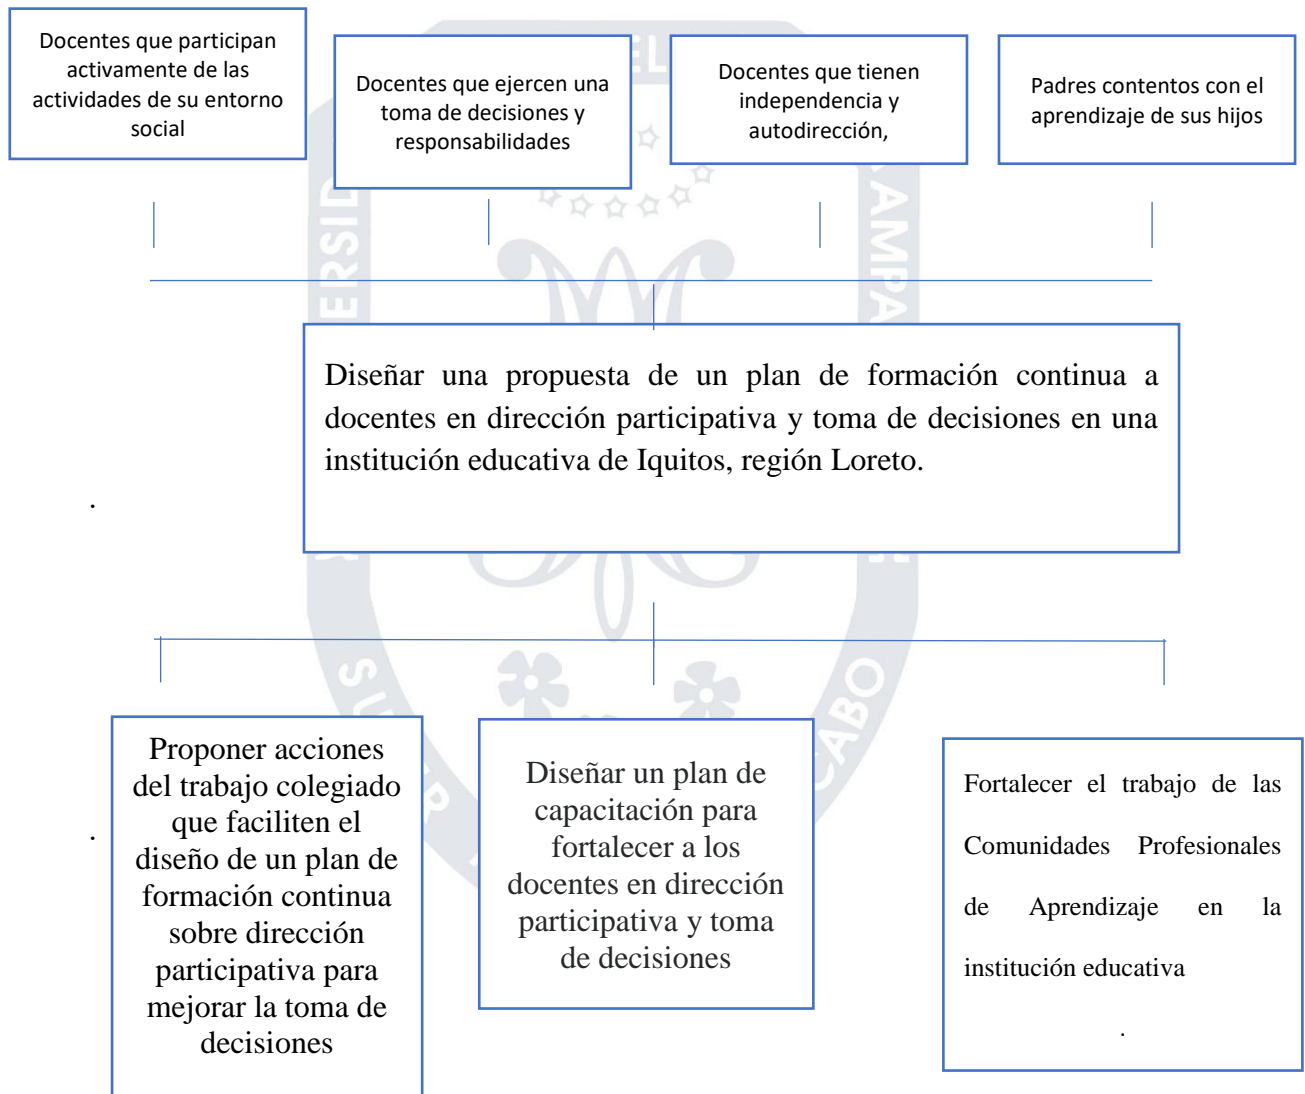 Docentes que participan
activamente de las
actividades de su entorno
social
Docentes que ejercen una
toma de decisiones y
responsabilidades
Docentes que tienen
independencia y
autodirección,
Padres contentos con el
aprendizaje de sus hijos
Diseñar una propuesta de un plan de formación continua a
docentes en dirección participativa y toma de decisiones en una
institución educativa de Iquitos, región Loreto.
.
Proponer acciones
del trabajo colegiado
que faciliten el
diseño de un plan de
formación continua
sobre dirección
participativa para
mejorar la toma de
decisiones
.
Diseñar un plan de
capacitación para
fortalecer a los
docentes en dirección
participativa y toma
de decisiones
Fortalecer el trabajo de las
Comunidades Profesionales
de Aprendizaje en la
institución educativa
.